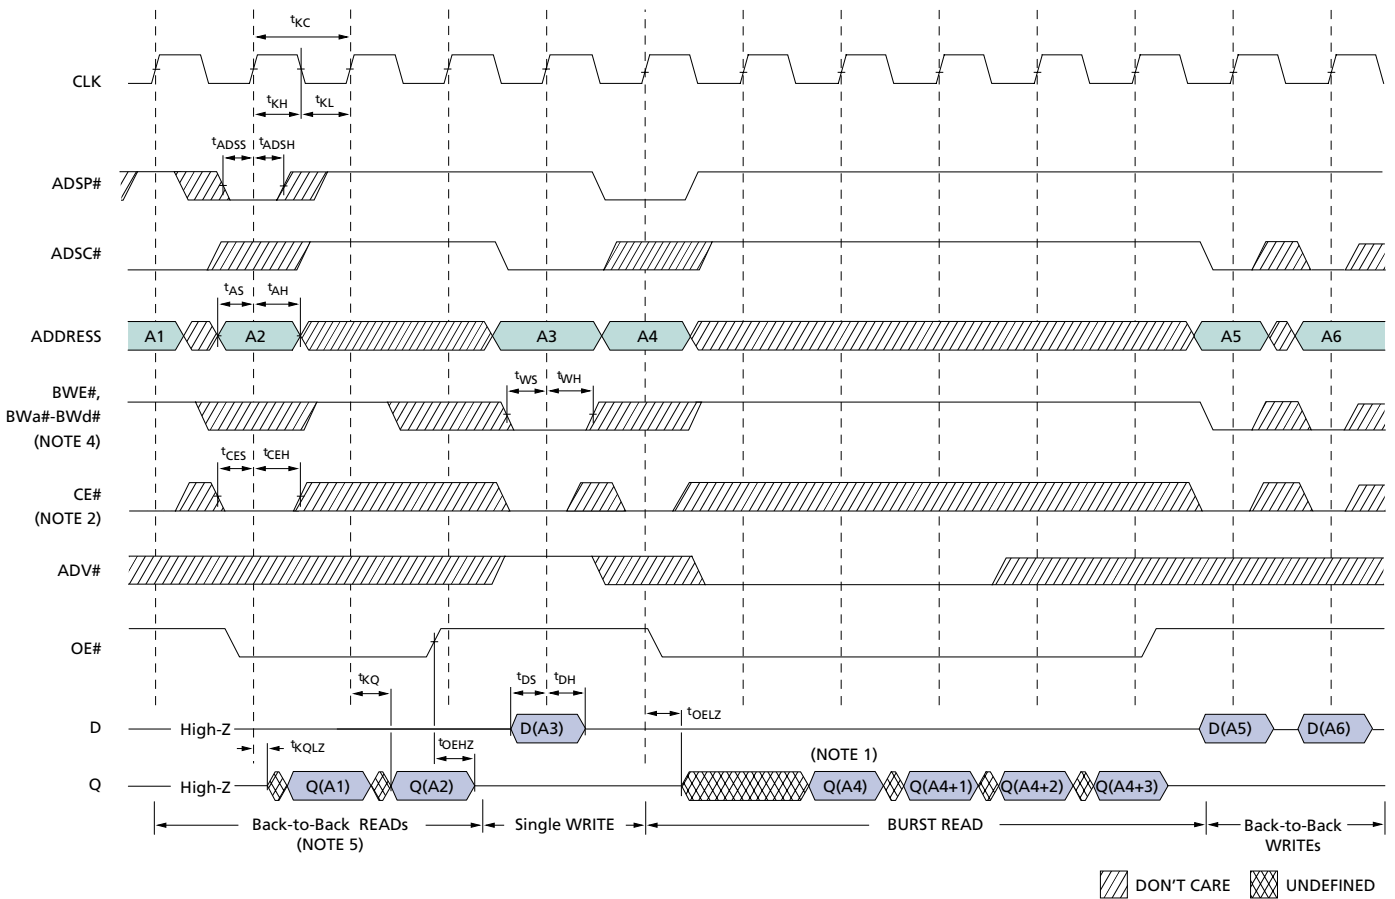 tKC
CLK
tKH
tKL
tADSS
tADSH
ADSP#
ADSC#
tAS
tAH
ADDRESS
A1
A2
A3
A4
A5
A6
BWE#,
BWa#-BWd#
(NOTE 4)
tWS
tWH
tCES
tCEH
CE#
(NOTE 2)
ADV#
OE#
tKQ
tDS
tDH
tOELZ
D
High-Z
D(A3)
D(A5)
D(A6)
tKQLZ
tOEHZ
(NOTE 1)
Q
High-Z
Q(A1)
Q(A2)
Q(A4)
Q(A4+1)
Q(A4+2)
Q(A4+3)
Back-to-Back READs
(NOTE 5)
Single WRITE
BURST READ
Back-to-Back
WRITEs
DON'T CARE
UNDEFINED